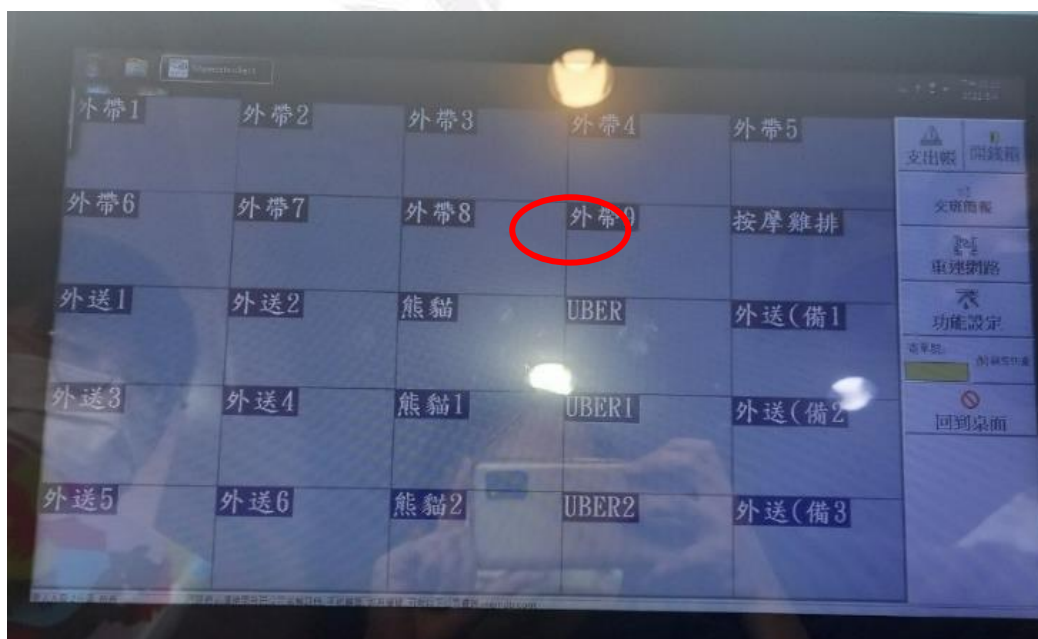 外帶1 外帶2 外帶3 外帶4 外帶5
支出帳 開錢箱
外帶6 外帶7 外帶8 外帶9 按摩雞排
交班簡報
重連網路
外送1 外送2 熊貓 UBER 外送(備1
功能設定
外送3 外送4 熊貓1 UBER1 外送(備2
回到桌面
外送5 外送6 熊貓2 UBER2 外送(備3